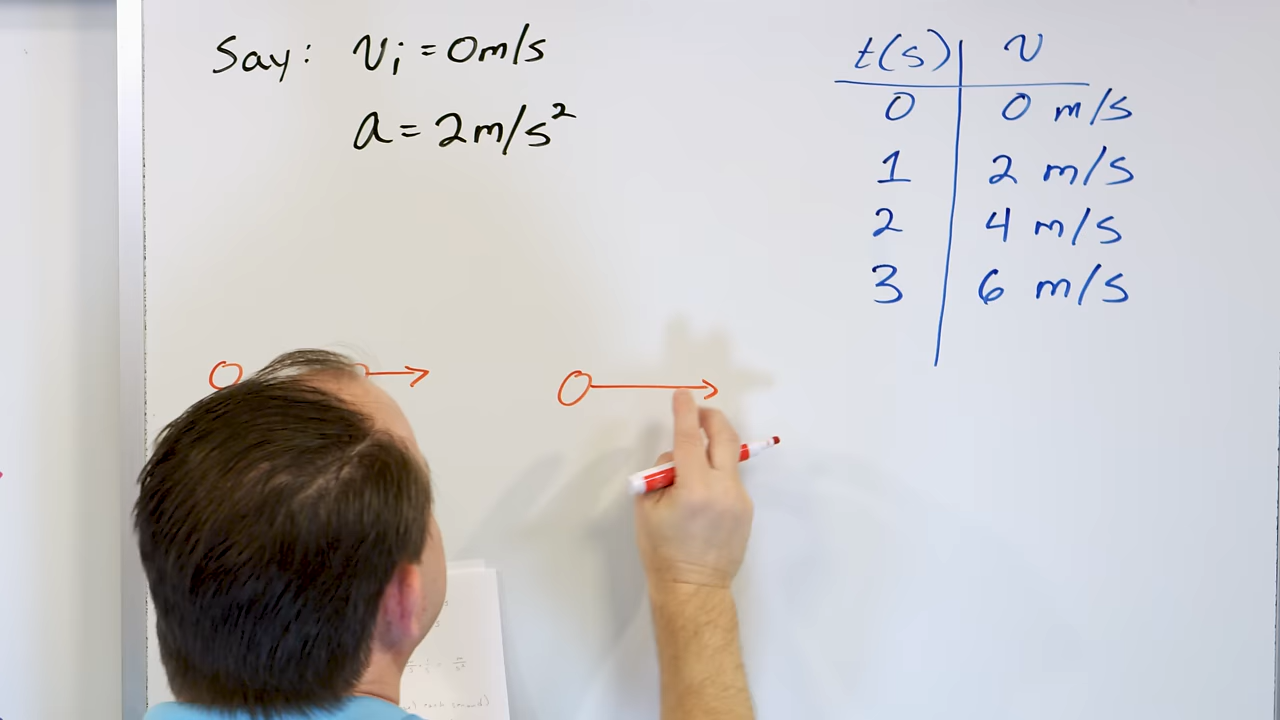 Say: vᵢ = 0m/s
a = 2m/s²
t(s) v
0 0 m/s
1 2 m/s
2 4 m/s
3 6 m/s